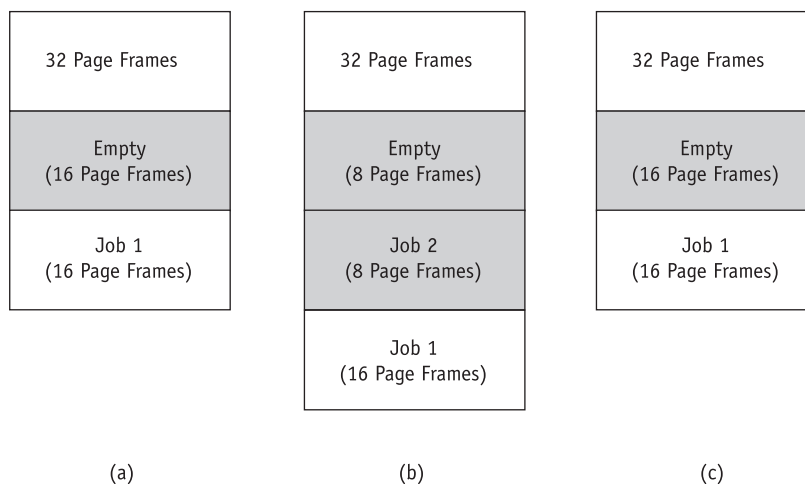 32 Page Frames
Empty
(16 Page Frames)
Job 1
(16 Page Frames)
(a)
32 Page Frames
Empty
(8 Page Frames)
Job 2
(8 Page Frames)
Job 1
(16 Page Frames)
(b)
32 Page Frames
Empty
(16 Page Frames)
Job 1
(16 Page Frames)
(c)